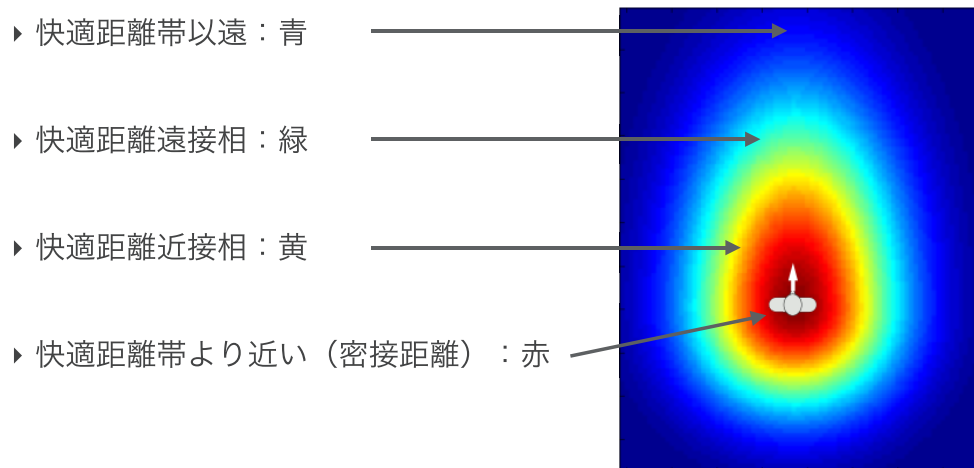 ▸ 快適距離帯以遠：青
▸ 快適距離遠接相：緑
▸ 快適距離近接相：黄
▸ 快適距離帯より近い（密接距離）：赤